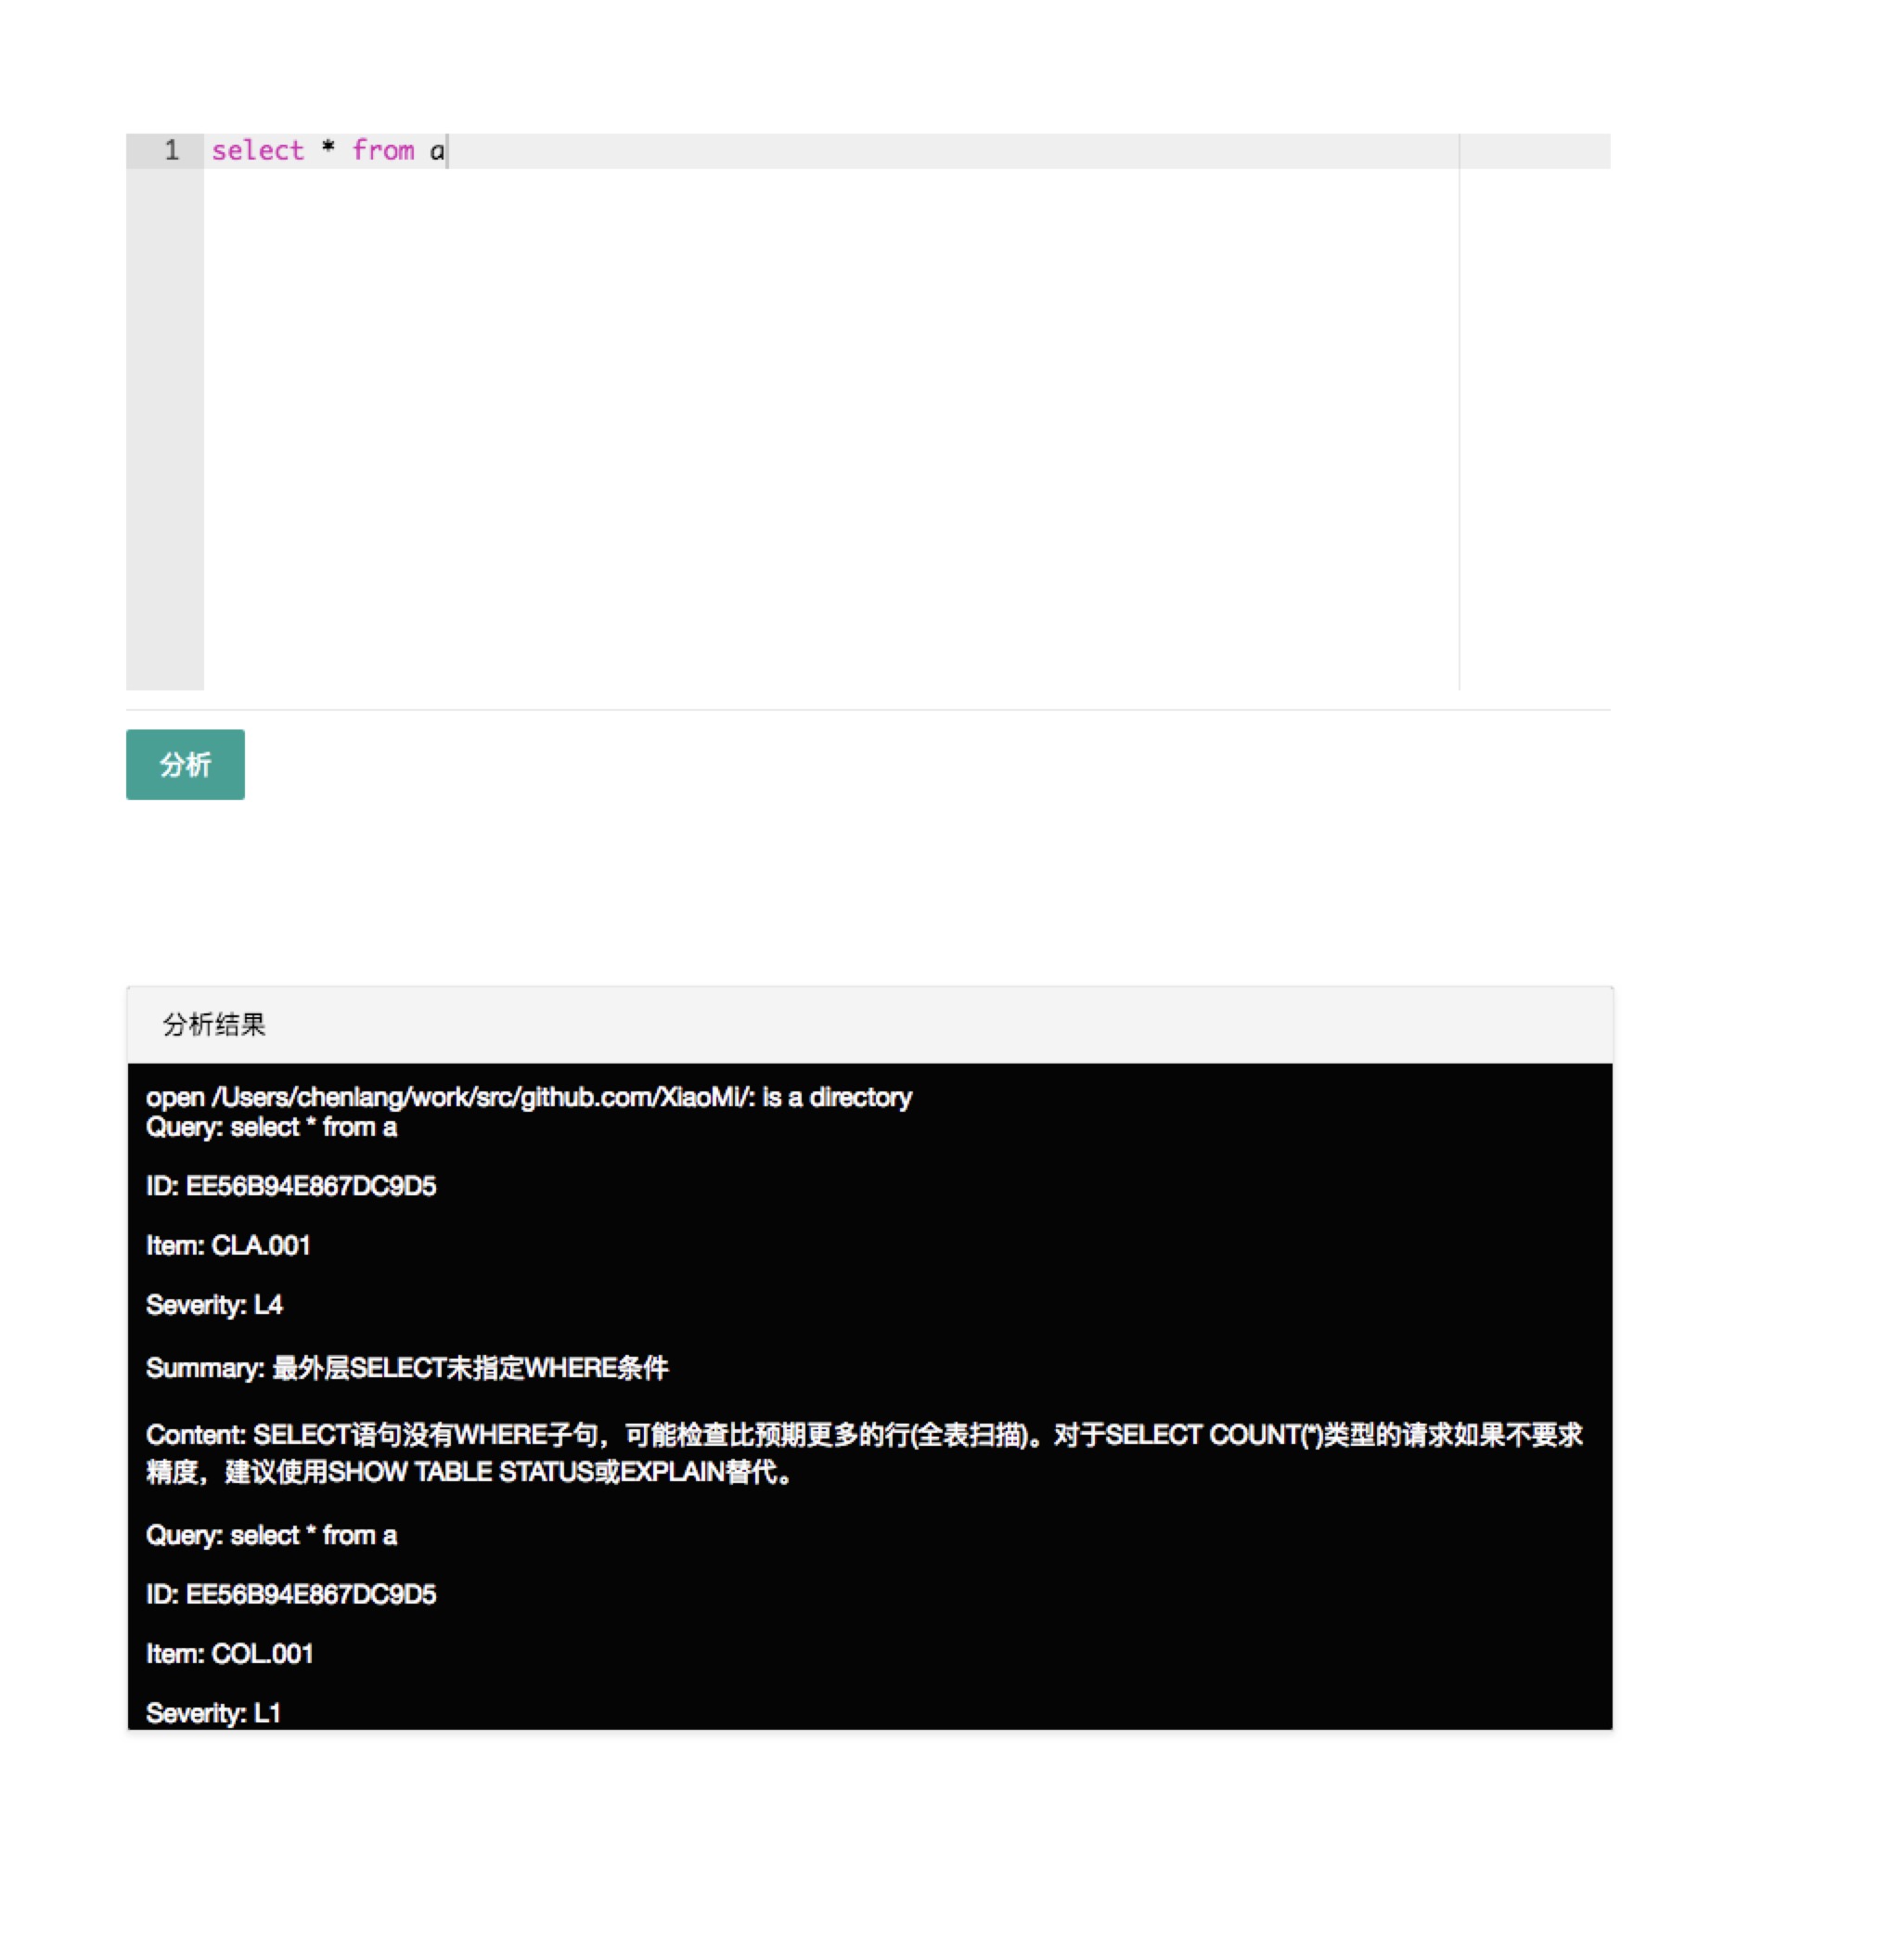 1 select * from a
分析
分析结果
open /Users/chenlang/work/src/github.com/XiaoMi/: is a directory
Query: select * from a
ID: EE56B94E867DC9D5
Item: CLA.001
Severity: L4
Summary: 最外层SELECT未指定WHERE条件
Content: SELECT语句没有WHERE子句，可能检查比预期更多的行(全表扫描)。对于SELECT COUNT(*)类型的请求如果不要求
精度，建议使用SHOW TABLE STATUS或EXPLAIN替代。
Query: select * from a
ID: EE56B94E867DC9D5
Item: COL.001
Severity: L1